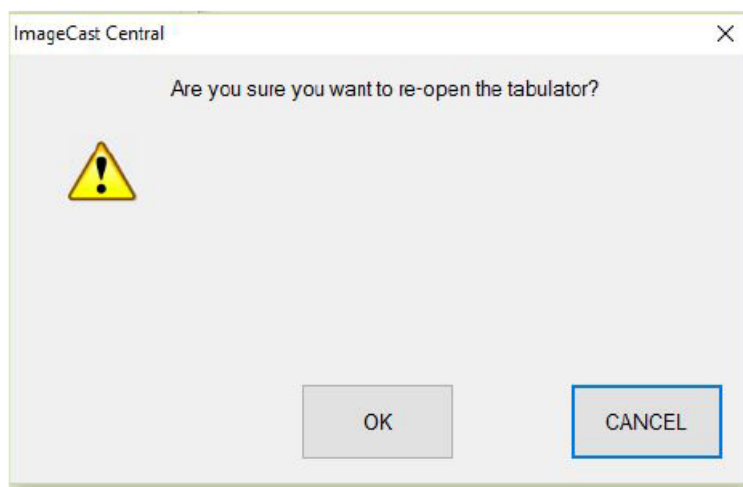 ImageCast Central
Are you sure you want to re-open the tabulator?
OK
CANCEL